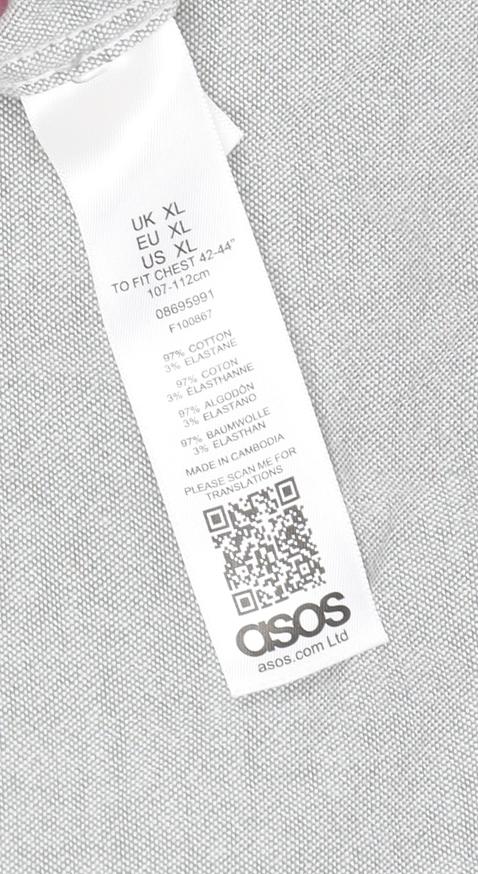 UK XL
EU XL
US XL
TO FIT CHEST 42-44"
107-112cm
08695991
F100867
97% COTTON
3% ELASTANE
97% COTON
3% ÉLASTHANNE
97% ALGODÓN
3% ELASTANO
97% BAUMWOLLE
3% ELASTHAN
MADE IN CAMBODIA
PLEASE SCAN ME FOR
TRANSLATIONS
asos
asos.com Ltd